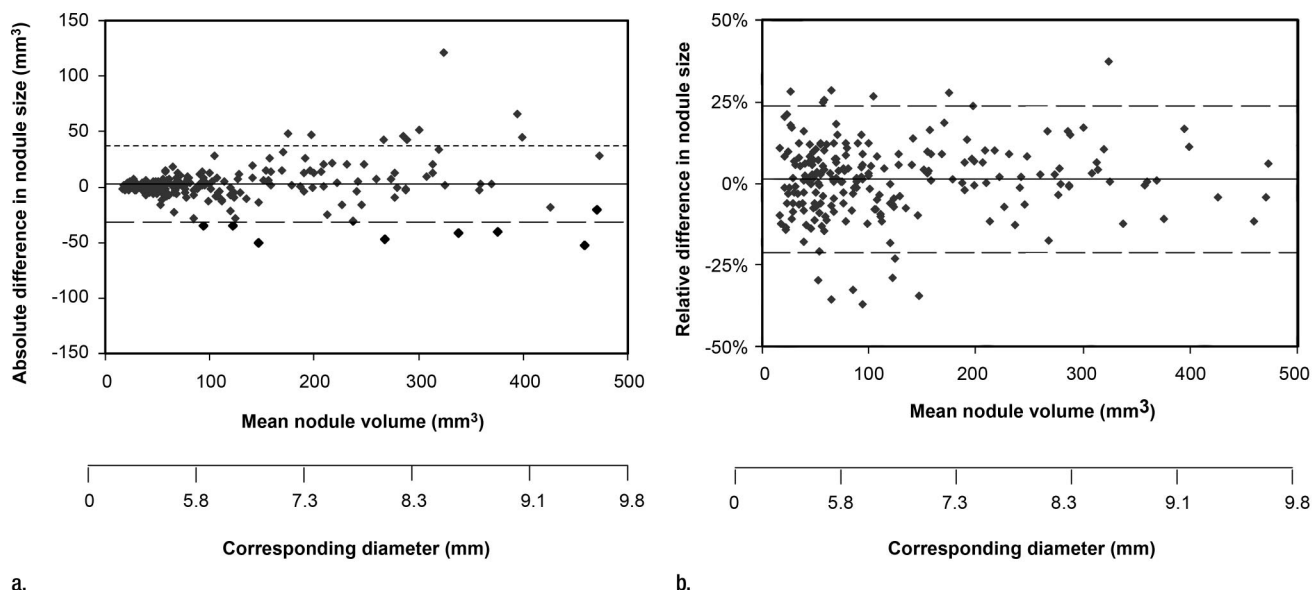 Absolute difference in nodule size (mm³)
150
100
50
0
-50
-100
-150
0 100 200 300 400 500
Mean nodule volume (mm³)
0 5.8 7.3 8.3 9.1 9.8
Corresponding diameter (mm)
a.
Relative difference in nodule size
50%
25%
0%
-25%
-50%
0 100 200 300 400 500
Mean nodule volume (mm³)
0 5.8 7.3 8.3 9.1 9.8
Corresponding diameter (mm)
b.